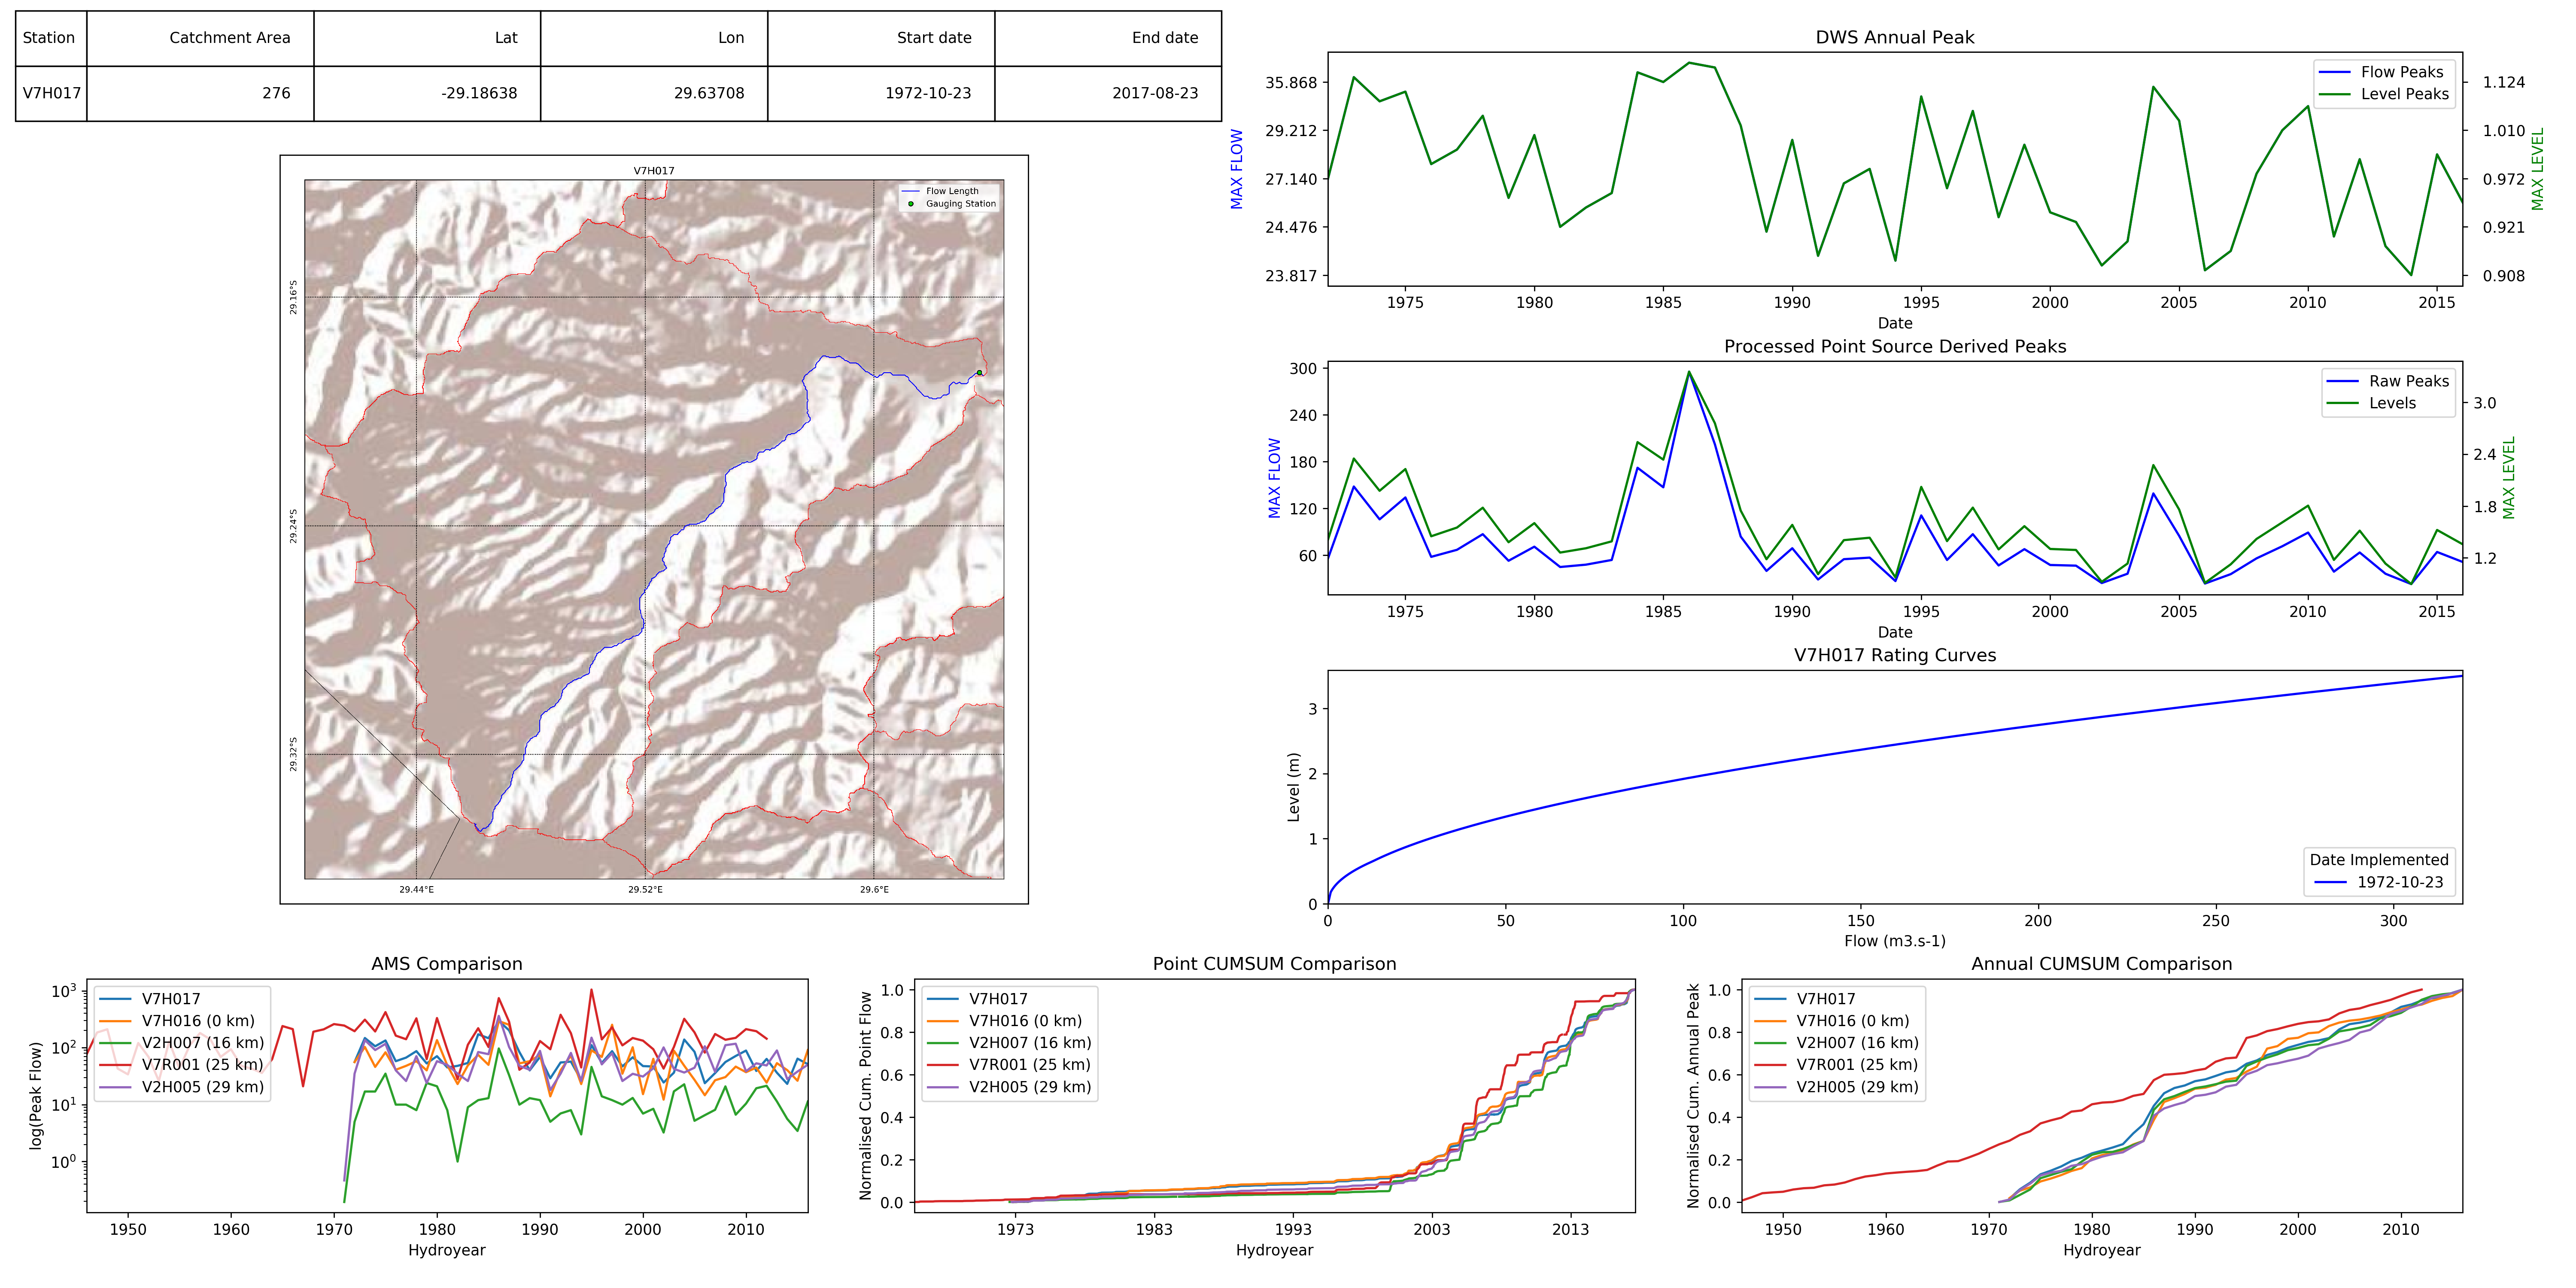 Station Catchment Area Lat Lon Start date End date
V7H017 276 -29.18638 29.63708 1972-10-23 2017-08-23
V7H017
Flow Length
Gauging Station
29.16°S
29.24°S
29.32°S
29.44°E 29.52°E 29.6°E
DWS Annual Peak
Flow Peaks
Level Peaks
MAX FLOW
35.868
29.212
27.140
24.476
23.817
1.124
1.010
0.972
0.921
0.908
MAX LEVEL
1975 1980 1985 1990 1995 2000 2005 2010 2015
Date
Processed Point Source Derived Peaks
Raw Peaks
Levels
MAX FLOW
300
240
180
120
60
3.0
2.4
1.8
1.2
MAX LEVEL
1975 1980 1985 1990 1995 2000 2005 2010 2015
Date
V7H017 Rating Curves
Level (m)
3
2
1
0
Date Implemented
1972-10-23
0 50 100 150 200 250 300
Flow (m3.s-1)
AMS Comparison
V7H017
V7H016 (0 km)
V2H007 (16 km)
V7R001 (25 km)
V2H005 (29 km)
log(Peak Flow)
10³
10²
10¹
10⁰
1950 1960 1970 1980 1990 2000 2010
Hydroyear
Point CUMSUM Comparison
V7H017
V7H016 (0 km)
V2H007 (16 km)
V7R001 (25 km)
V2H005 (29 km)
Normalised Cum. Point Flow
1.0
0.8
0.6
0.4
0.2
0.0
1973 1983 1993 2003 2013
Hydroyear
Annual CUMSUM Comparison
V7H017
V7H016 (0 km)
V2H007 (16 km)
V7R001 (25 km)
V2H005 (29 km)
Normalised Cum. Annual Peak
1.0
0.8
0.6
0.4
0.2
0.0
1950 1960 1970 1980 1990 2000 2010
Hydroyear